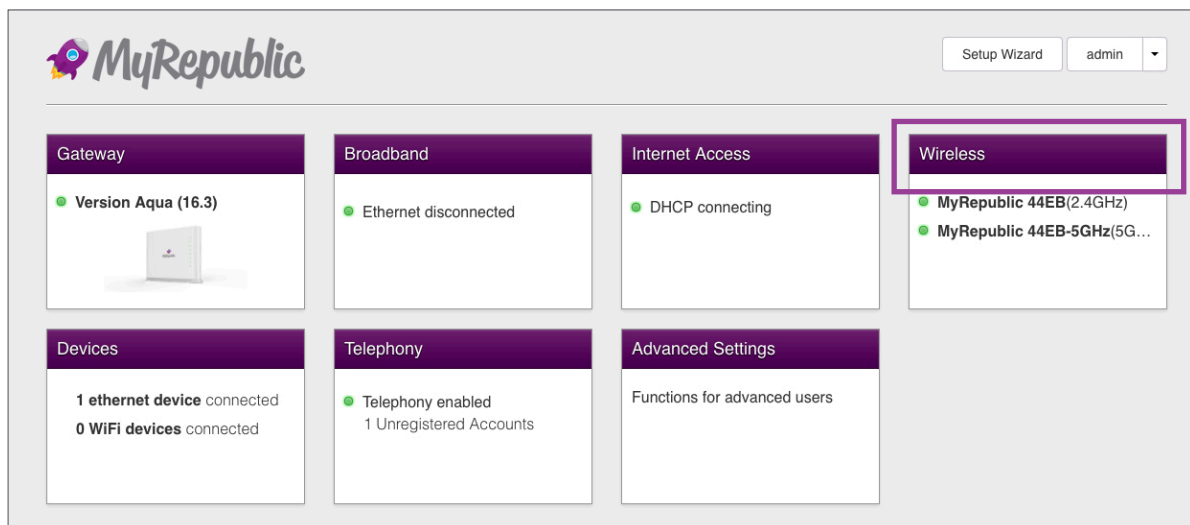 MyRepublic
Setup Wizard
admin
Gateway
Version Aqua (16.3)
Broadband
Ethernet disconnected
Internet Access
DHCP connecting
Wireless
MyRepublic 44EB(2.4GHz)
MyRepublic 44EB-5GHz(5G...
Devices
1 ethernet device connected
0 WiFi devices connected
Telephony
Telephony enabled
1 Unregistered Accounts
Advanced Settings
Functions for advanced users